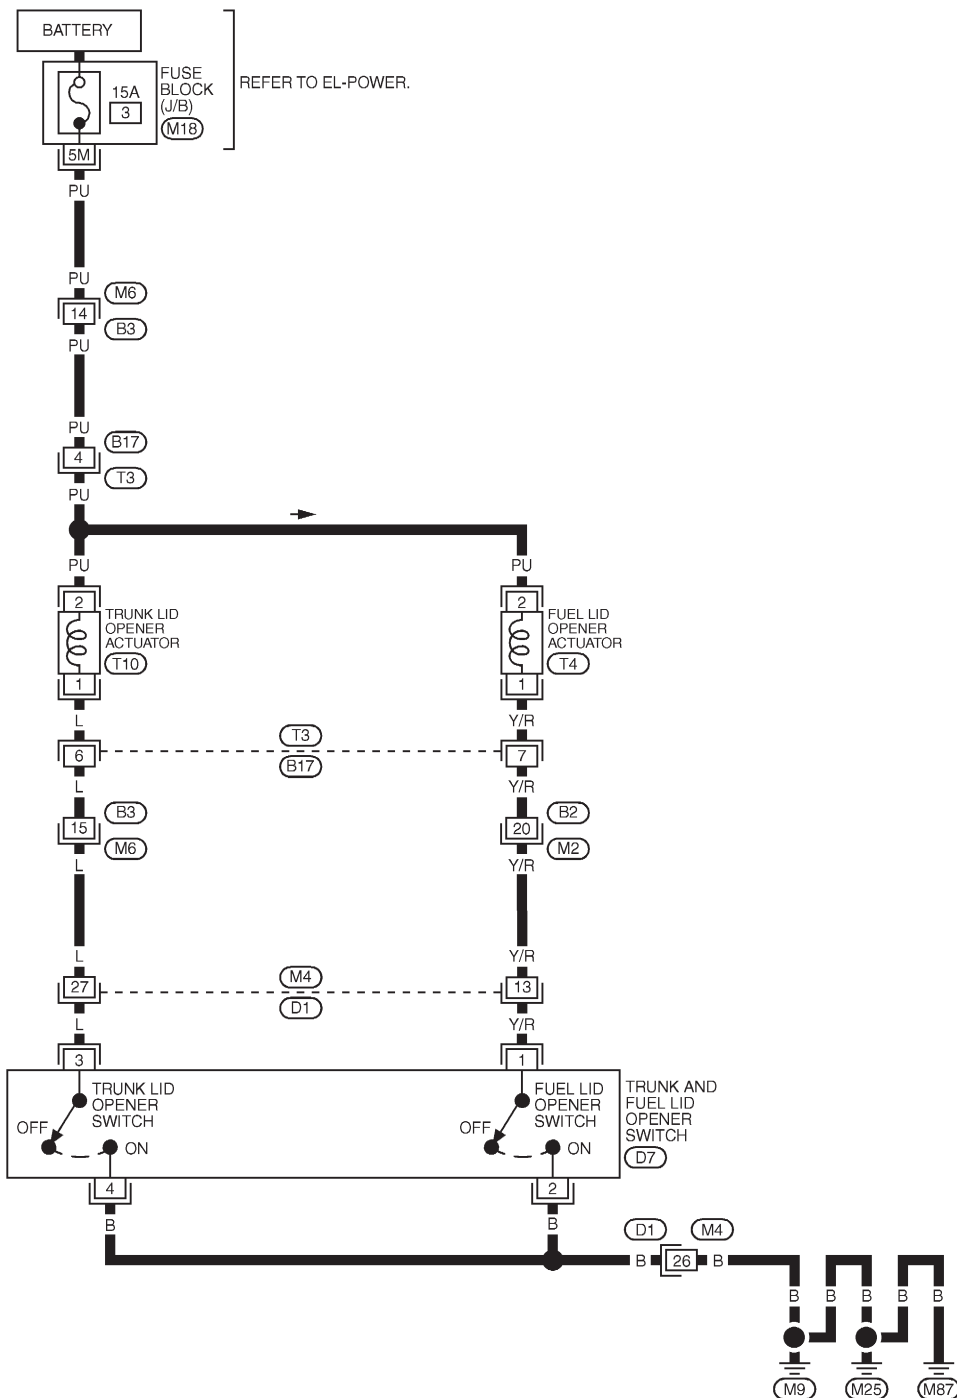 BATTERY
REFER TO EL-POWER.
15A
3
FUSE
BLOCK
(J/B)
M18
5M
PU
PU
M6
14
B3
PU
PU
B17
4
T3
PU
PU PU
2 2
TRUNK LID
OPENER
ACTUATOR
T10
FUEL LID
OPENER
ACTUATOR
T4
1 1
L Y/R
T3
6 7
B17
L Y/R
B3 B2
15 20
M6 M2
L Y/R
L Y/R
M4
27 13
D1
L Y/R
3 1
TRUNK LID
OPENER
SWITCH
OFF
ON
FUEL LID
OPENER
SWITCH
OFF
ON
TRUNK AND
FUEL LID
OPENER
SWITCH
D7
4 2
B B
D1 M4
B 26 B
B B B B B
M9 M25 M87